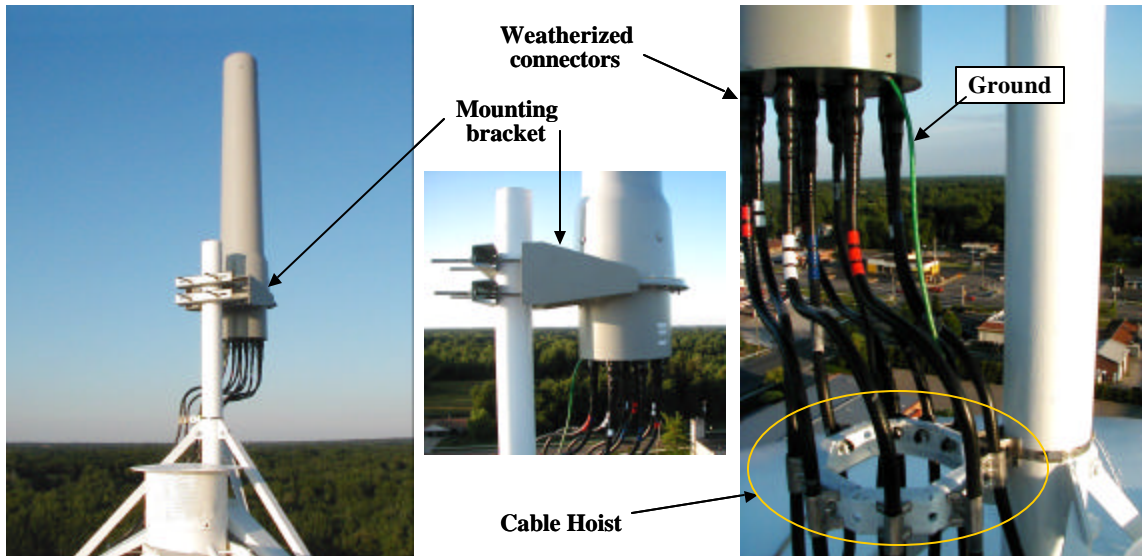 Weatherized
connectors
Ground
Mounting
bracket
Cable Hoist